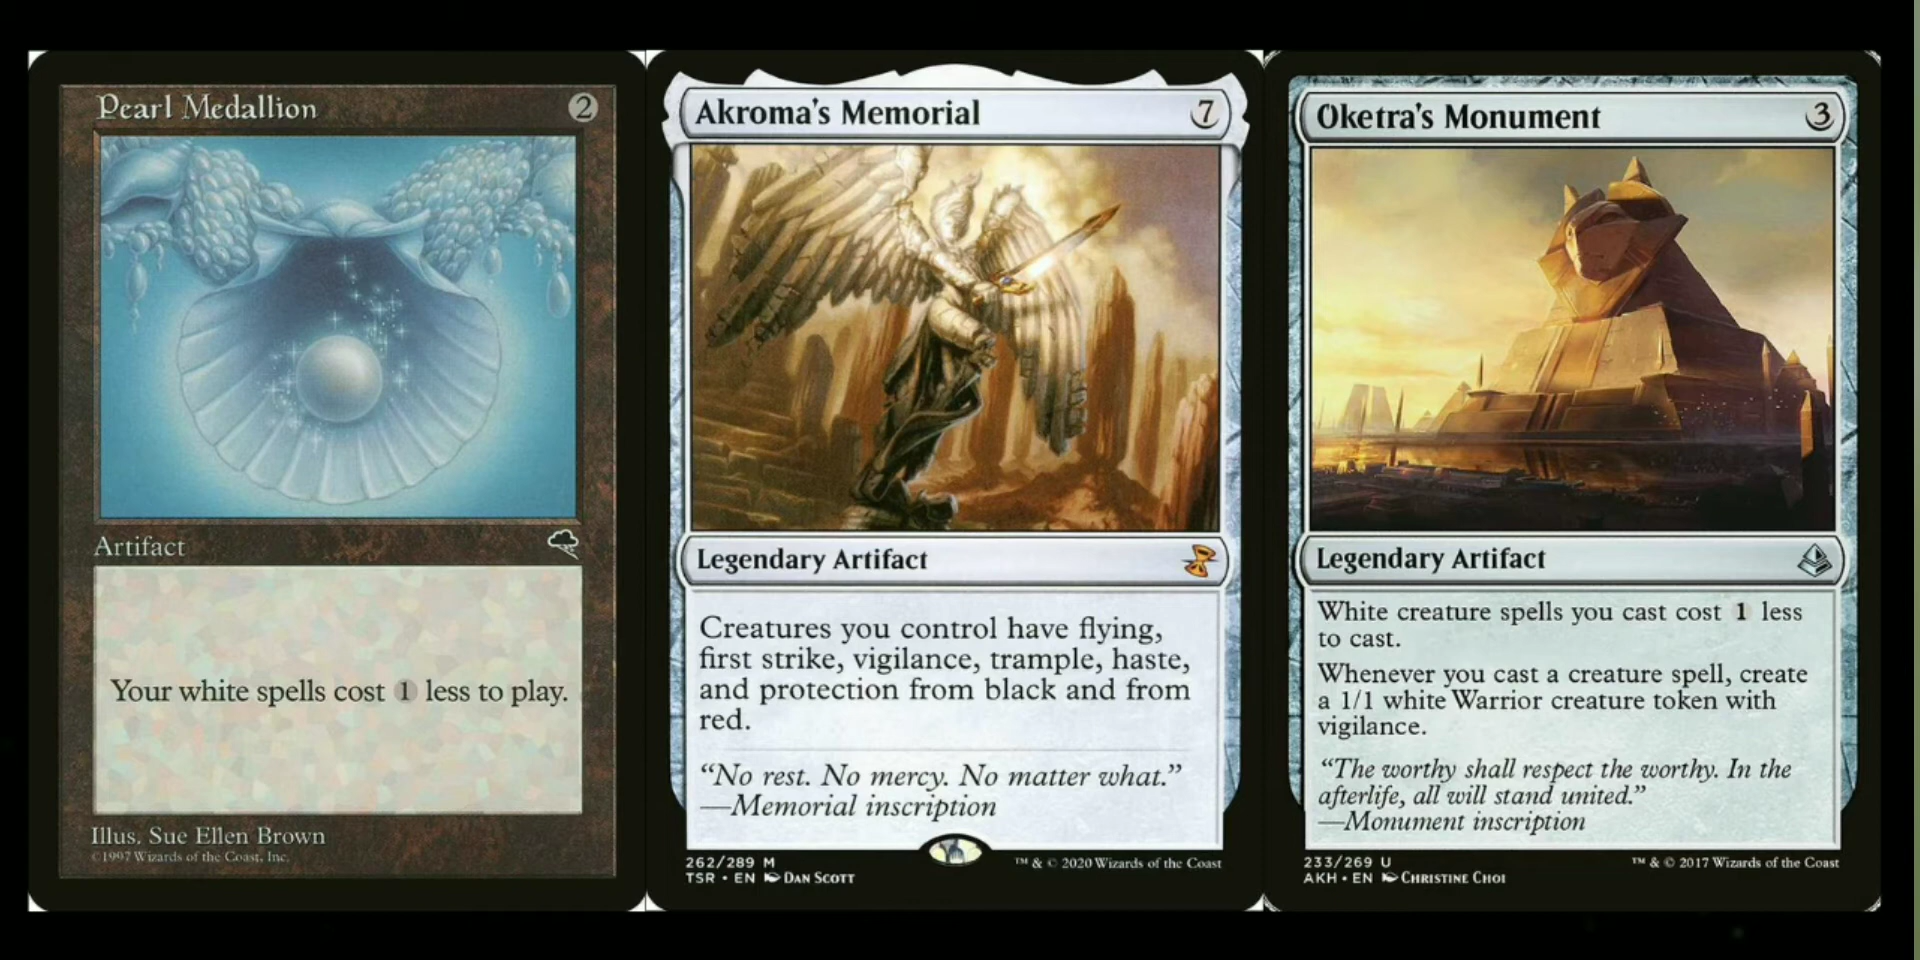 Pearl Medallion 2
Artifact
Your white spells cost 1 less to play.
Illus. Sue Ellen Brown
©1997 Wizards of the Coast, Inc.
Akroma's Memorial 7
Legendary Artifact
Creatures you control have flying,
first strike, vigilance, trample, haste,
and protection from black and from
red.
“No rest. No mercy. No matter what.”
—Memorial inscription
262/289 M
TSR • EN DAN SCOTT
™ & © 2020 Wizards of the Coast
Oketra's Monument 3
Legendary Artifact
White creature spells you cast cost 1 less
to cast.
Whenever you cast a creature spell, create
a 1/1 white Warrior creature token with
vigilance.
“The worthy shall respect the worthy. In the
afterlife, all will stand united.”
—Monument inscription
233/269 U
AKH • EN CHRISTINE CHOI
™ & © 2017 Wizards of the Coast